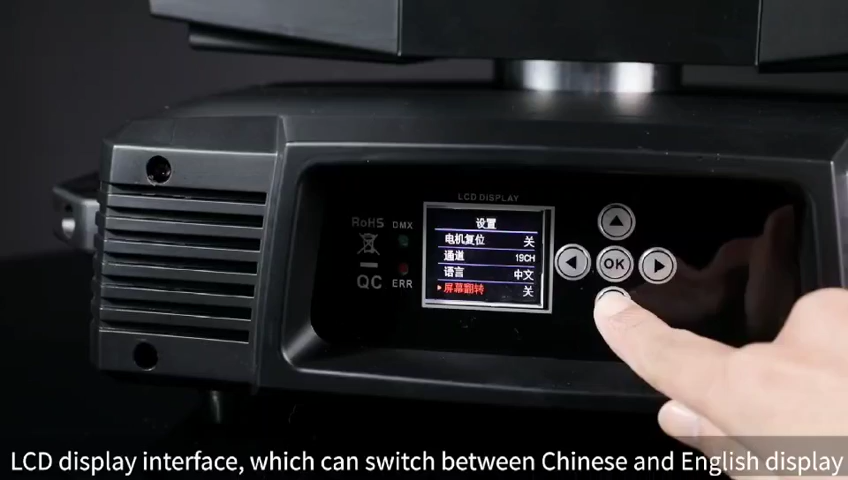 LCD DISPLAY
RoHS
DMX
QC
ERR
设置
电机复位 关
通道 19CH
语言 中文
屏幕翻转 关
OK
LCD display interface, which can switch between Chinese and English display